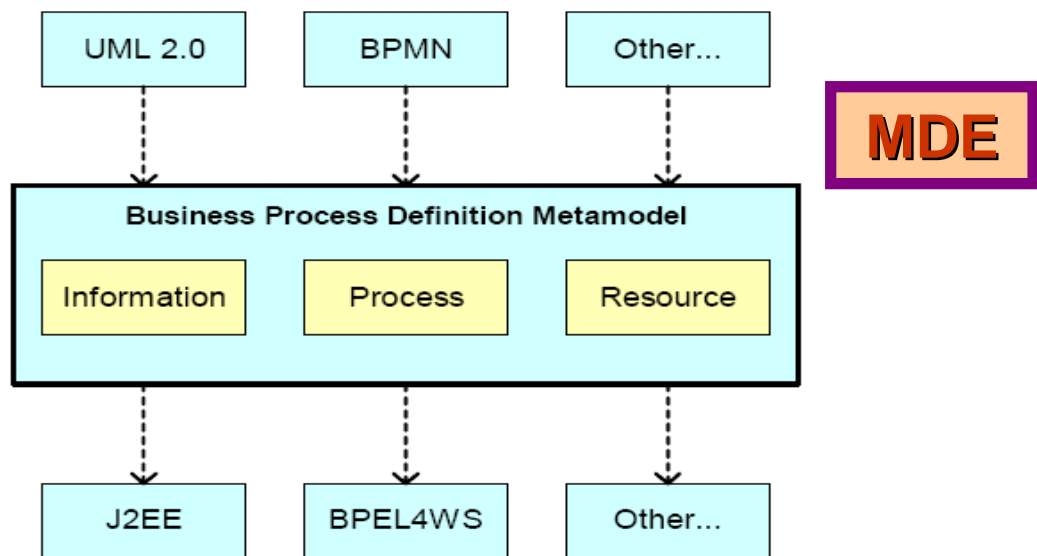 UML 2.0
BPMN
Other...
MDE
Business Process Definition Metamodel
Information
Process
Resource
J2EE
BPEL4WS
Other...